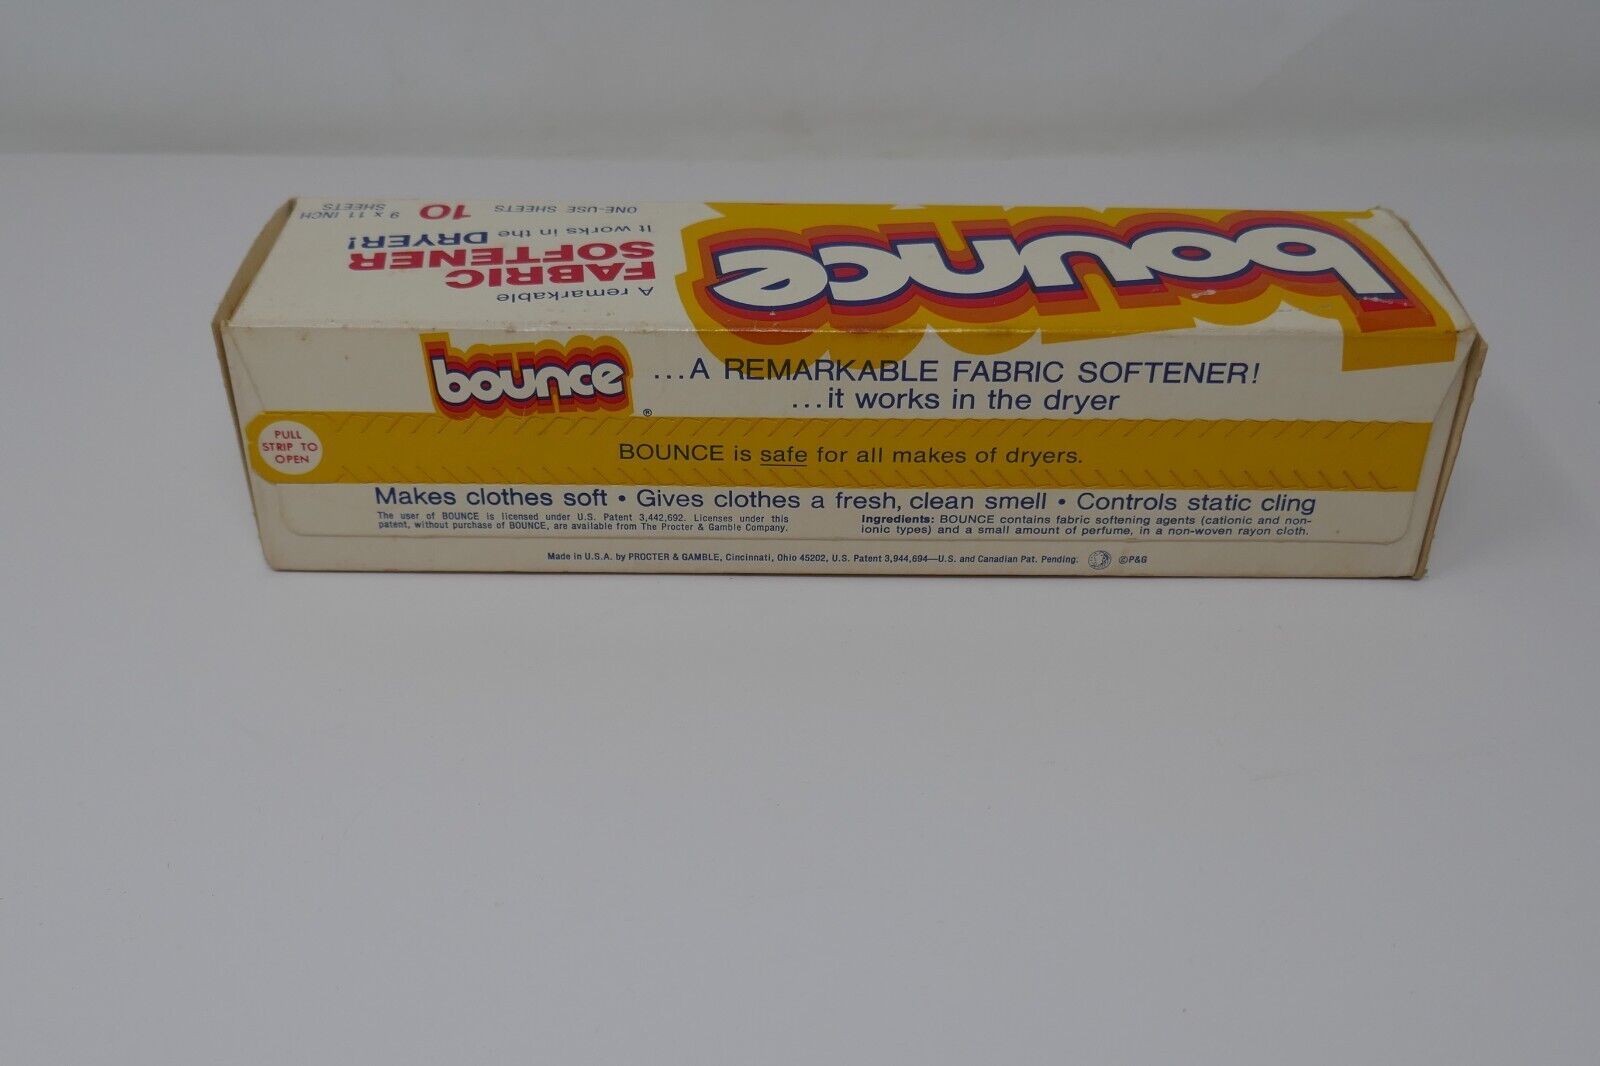 bounce
A remarkable
FABRIC
SOFTENER
It works in the DRYER!
10 ONE-USE SHEETS
9 X 11 INCH
SHEETS
bounce®
...A REMARKABLE FABRIC SOFTENER!
...it works in the dryer
PULL
STRIP TO
OPEN
BOUNCE is safe for all makes of dryers.
Makes clothes soft • Gives clothes a fresh, clean smell • Controls static cling
The user of BOUNCE is licensed under U.S. Patent 3,442,692. Licenses under this
patent, without purchase of BOUNCE, are available from The Procter & Gamble Company.
Ingredients: BOUNCE contains fabric softening agents (cationic and non-
ionic types) and a small amount of perfume, in a non-woven rayon cloth.
Made in U.S.A. by PROCTER & GAMBLE, Cincinnati, Ohio 45202, U.S. Patent 3,944,694—U.S. and Canadian Pat. Pending. ©P&G